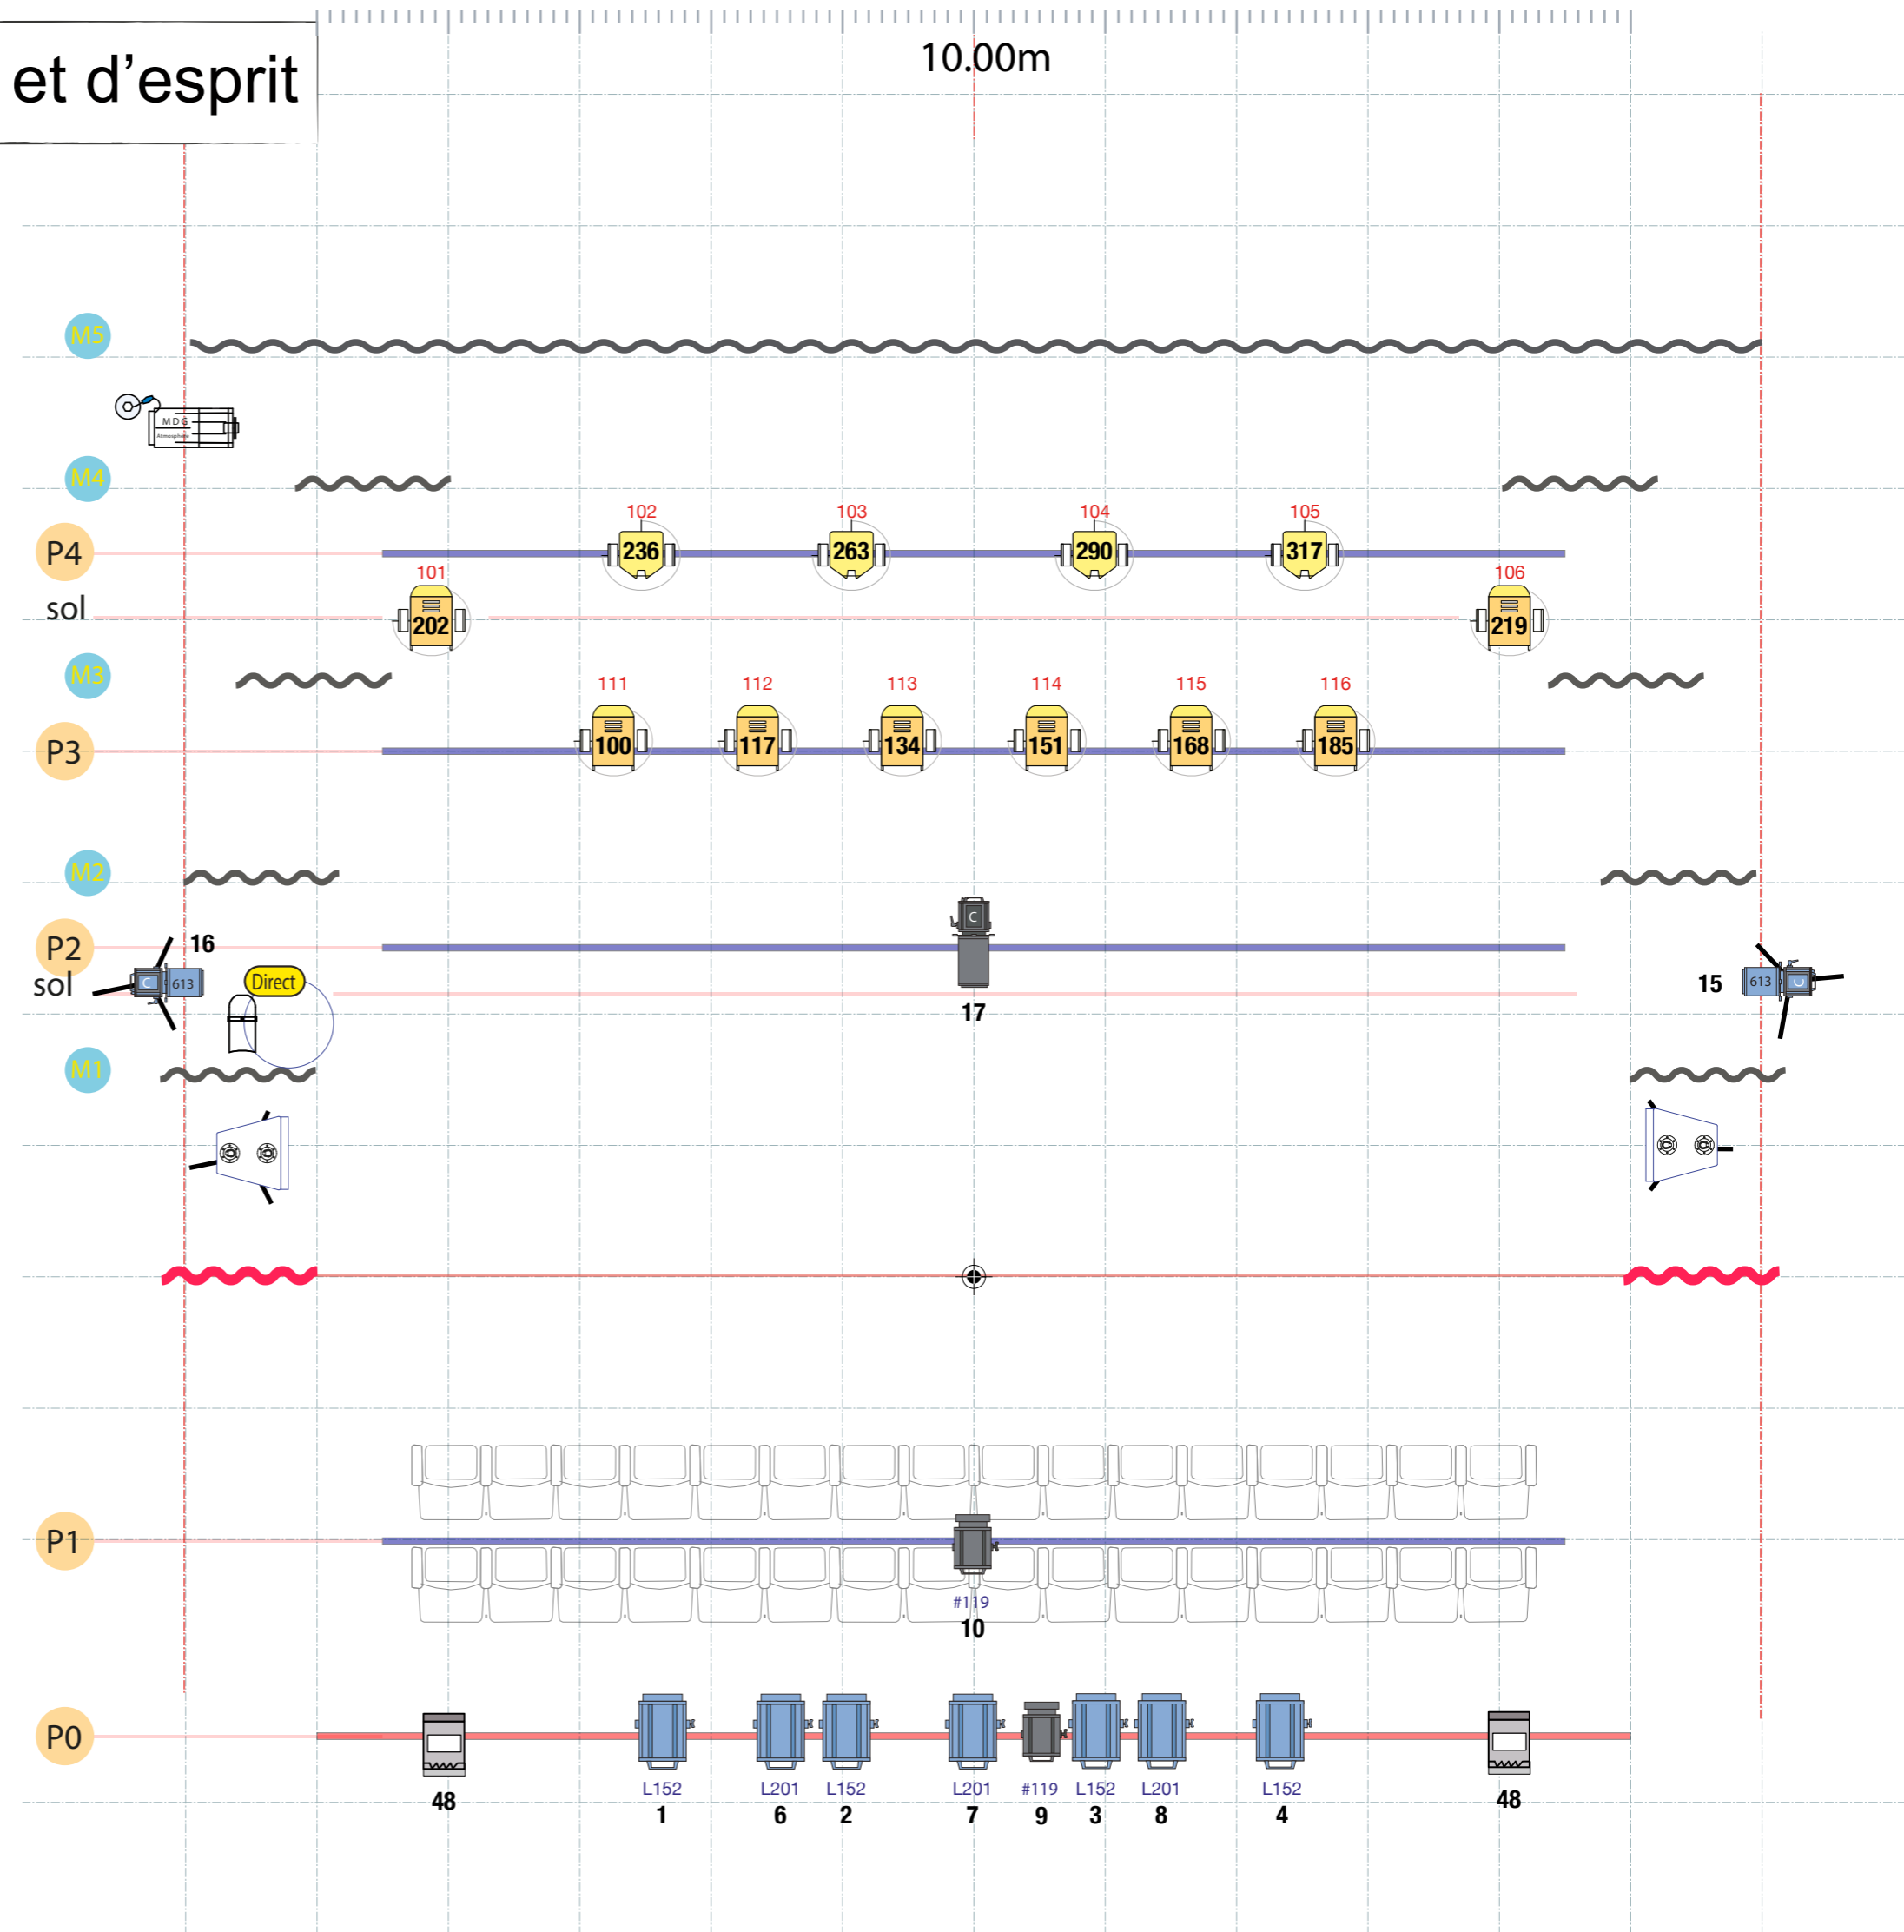 10.00m
et d’esprit
M5
MDG
Atmosphère
M4
102 103 104 105
P4 236 263 290 317
101 106
sol 202 219
M3
111 112 113 114 115 116
P3 100 117 134 151 168 185
M2
C
P2 16
sol C 613 Direct 15 613 C
17
M1
P1
#119
10
P0
L152 L201 L152 L201 #119 L152 L201 L152
48 1 6 2 7 9 3 8 4 48